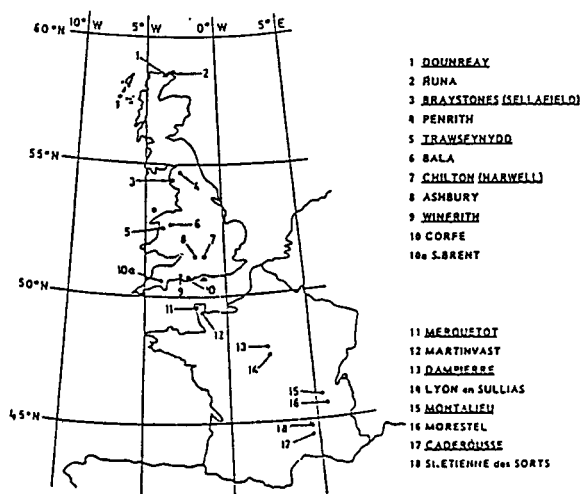 10° W 5° W 0° W 5° E
60°N
55°N
50°N
45°N
1
2
3
4
5
6
8
7
10a
9
10
11
12
13
14
15
16
18
17
1 DOUNREAY
2 RUNA
3 BRAYSTONES (SELLAFIELD)
4 PENRITH
5 TRAWSFYNYDD
6 BALA
7 CHILTON (HARWELL)
8 ASHBURY
9 WINFRITH
10 CORFE
10a S.BRENT
11 MERQUETOT
12 MARTINVAST
13 DAMPIERRE
14 LYON en SULLIAS
15 MONTALIEU
16 MORESTEL
17 CADEROUSSE
18 St.ETIENNE des SORTS